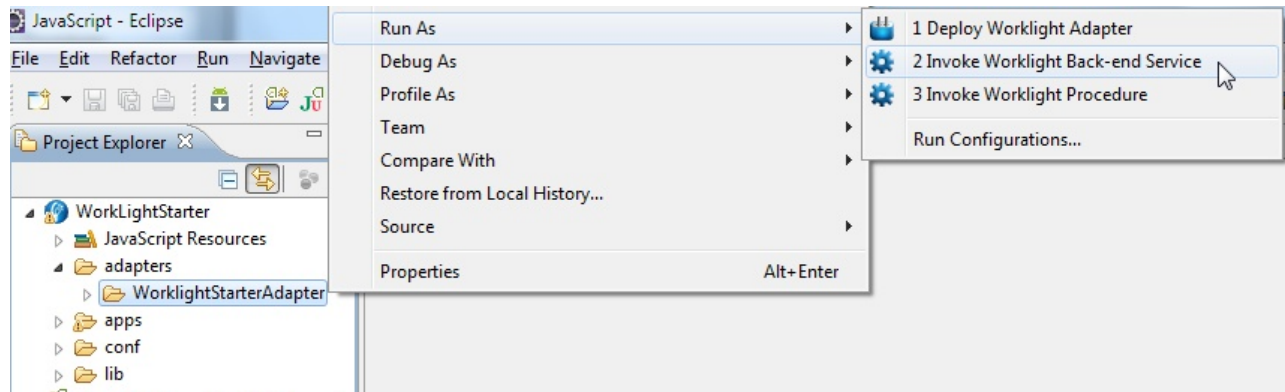 JavaScript - Eclipse
File Edit Refactor Run Navigate
Project Explorer
WorkLightStarter
JavaScript Resources
adapters
WorklightStarterAdapter
apps
conf
lib
Run As
Debug As
Profile As
Team
Compare With
Restore from Local History...
Source
Properties Alt+Enter
1 Deploy Worklight Adapter
2 Invoke Worklight Back-end Service
3 Invoke Worklight Procedure
Run Configurations...